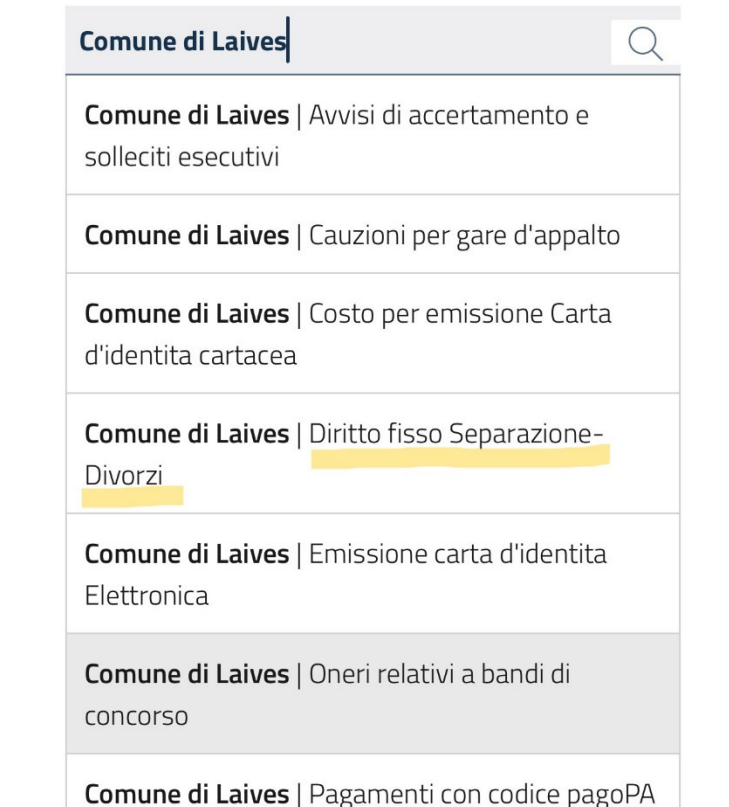 Comune di Laives
Comune di Laives | Avvisi di accertamento e
solleciti esecutivi
Comune di Laives | Cauzioni per gare d'appalto
Comune di Laives | Costo per emissione Carta
d'identita cartacea
Comune di Laives | Diritto fisso Separazione-
Divorzi
Comune di Laives | Emissione carta d'identita
Elettronica
Comune di Laives | Oneri relativi a bandi di
concorso
Comune di Laives | Pagamenti con codice pagoPA